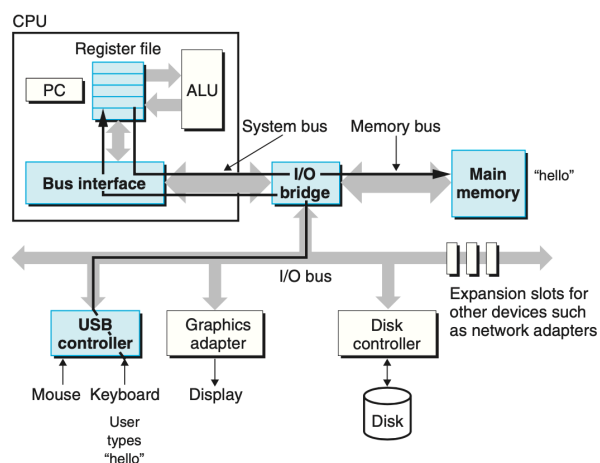 CPU
Register file
PC
ALU
System bus
Memory bus
Bus interface
I/O
bridge
Main
memory
“hello”
I/O bus
Expansion slots for
other devices such
as network adapters
USB
controller
Graphics
adapter
Disk
controller
Mouse
Keyboard
Display
User
types
“hello”
Disk